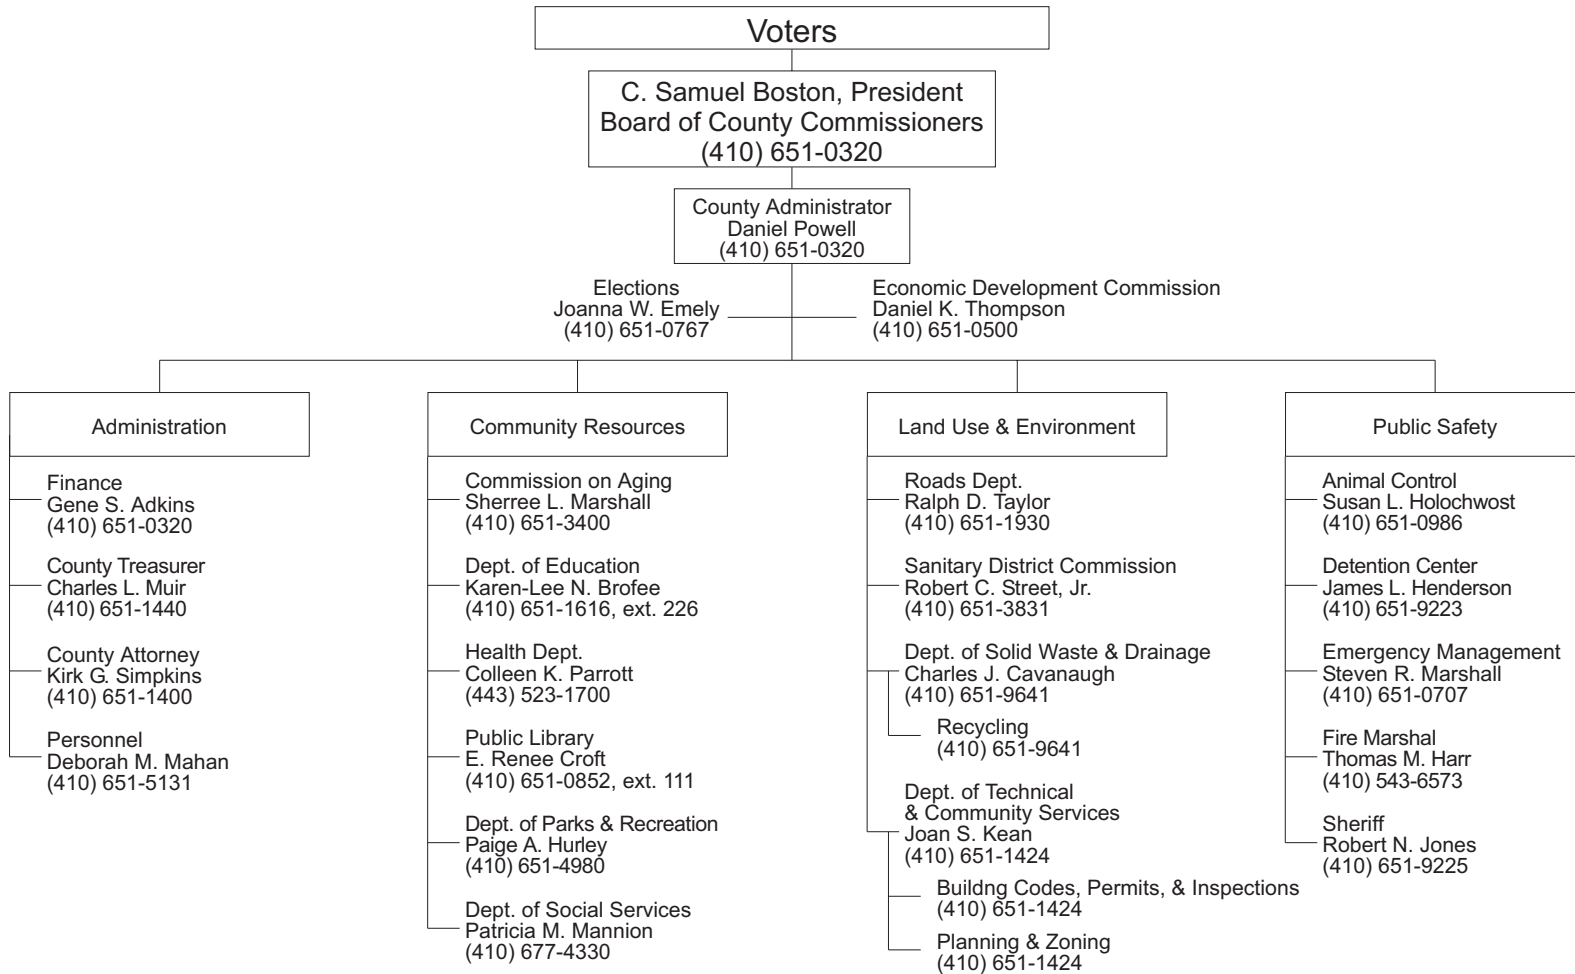 Voters
C. Samuel Boston, President
Board of County Commissioners
(410) 651-0320
County Administrator
Daniel Powell
(410) 651-0320
Elections
Joanna W. Emely
(410) 651-0767
Economic Development Commission
Daniel K. Thompson
(410) 651-0500
Administration
Finance
Gene S. Adkins
(410) 651-0320
County Treasurer
Charles L. Muir
(410) 651-1440
County Attorney
Kirk G. Simpkins
(410) 651-1400
Personnel
Deborah M. Mahan
(410) 651-5131
Community Resources
Commission on Aging
Sherree L. Marshall
(410) 651-3400
Dept. of Education
Karen-Lee N. Brofee
(410) 651-1616, ext. 226
Health Dept.
Colleen K. Parrott
(443) 523-1700
Public Library
E. Renee Croft
(410) 651-0852, ext. 111
Dept. of Parks & Recreation
Paige A. Hurley
(410) 651-4980
Dept. of Social Services
Patricia M. Mannion
(410) 677-4330
Land Use & Environment
Roads Dept.
Ralph D. Taylor
(410) 651-1930
Sanitary District Commission
Robert C. Street, Jr.
(410) 651-3831
Dept. of Solid Waste & Drainage
Charles J. Cavanaugh
(410) 651-9641
Recycling
(410) 651-9641
Dept. of Technical
& Community Services
Joan S. Kean
(410) 651-1424
Buildng Codes, Permits, & Inspections
(410) 651-1424
Planning & Zoning
(410) 651-1424
Public Safety
Animal Control
Susan L. Holochwost
(410) 651-0986
Detention Center
James L. Henderson
(410) 651-9223
Emergency Management
Steven R. Marshall
(410) 651-0707
Fire Marshal
Thomas M. Harr
(410) 543-6573
Sheriff
Robert N. Jones
(410) 651-9225